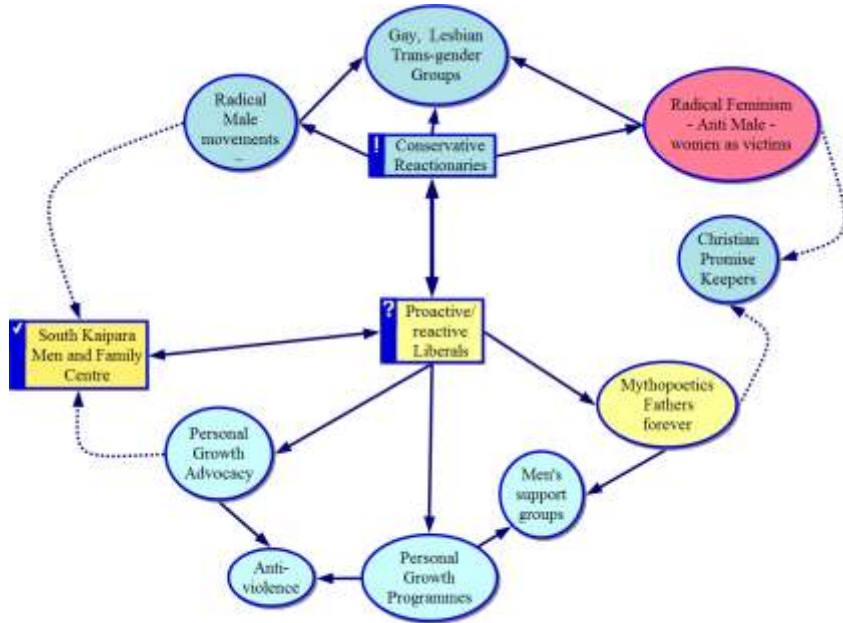 Gay, Lesbian
Trans-gender
Groups
Radical
Male
movements
-
Radical Feminism
- Anti Male -
women as victims
!
Conservative
Reactionaries
Christian
Promise
Keepers
?
Proactive/
reactive
Liberals
✓
South Kaipara
Men and Family
Centre
Mythopoetics
Fathers
forever
Personal
Growth
Advocacy
Men's
support
groups
Anti-
violence
Personal
Growth
Programmes